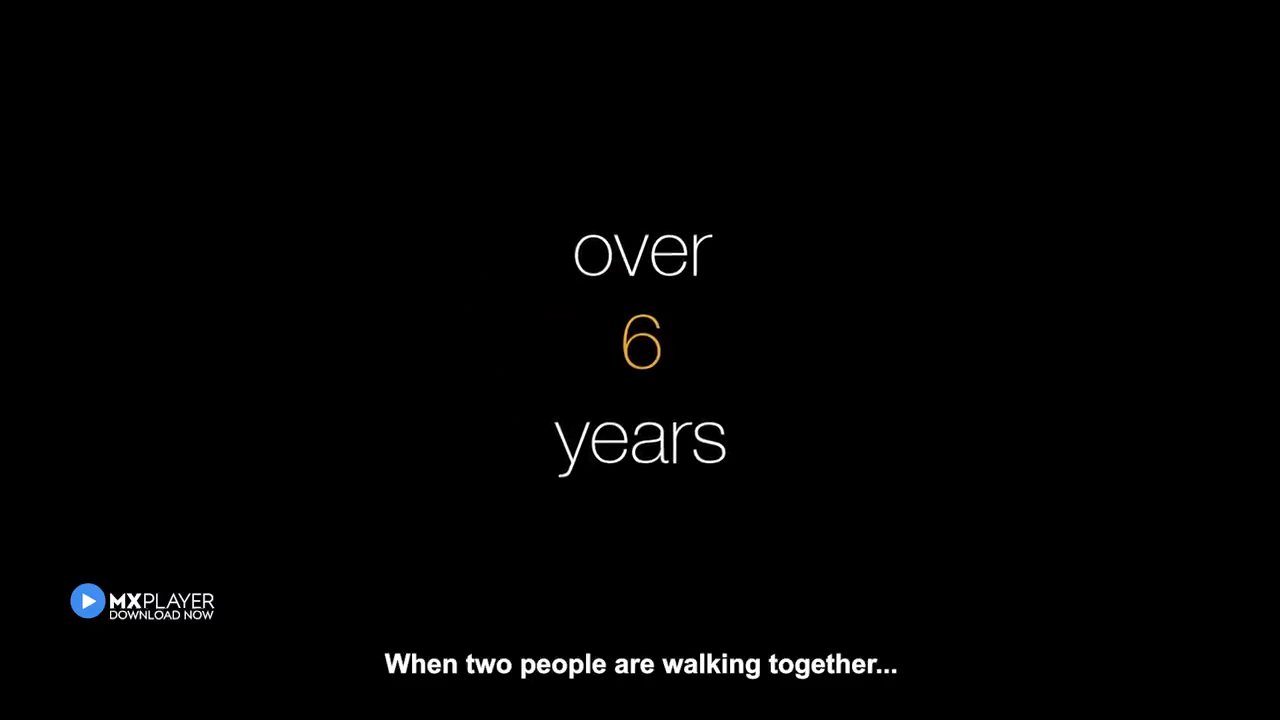 over
6
years
MXPLAYER
DOWNLOAD NOW
When two people are walking together...